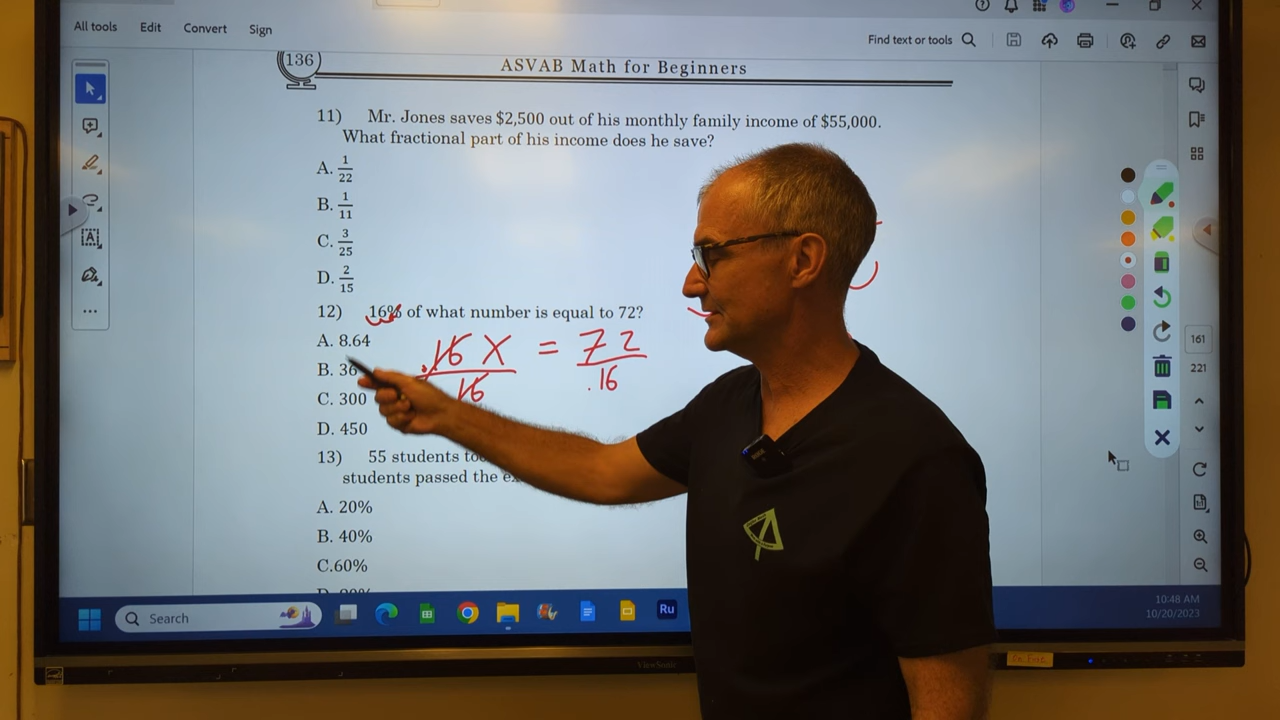 All tools Edit Convert Sign
Find text or tools
136
ASVAB Math for Beginners
11) Mr. Jones saves $2,500 out of his monthly family income of $55,000.
What fractional part of his income does he save?
A. 1/22
B. 1/11
C. 3/25
D. 2/15
12) 16% of what number is equal to 72?
A. 8.64
B. 36
C. 300
D. 450
.16 X = 72
.16 .16
13) 55 students
students passed the
A. 20%
B. 40%
C.60%
161
221
Search
Ru
10:48 AM
10/20/2023
ViewSonic